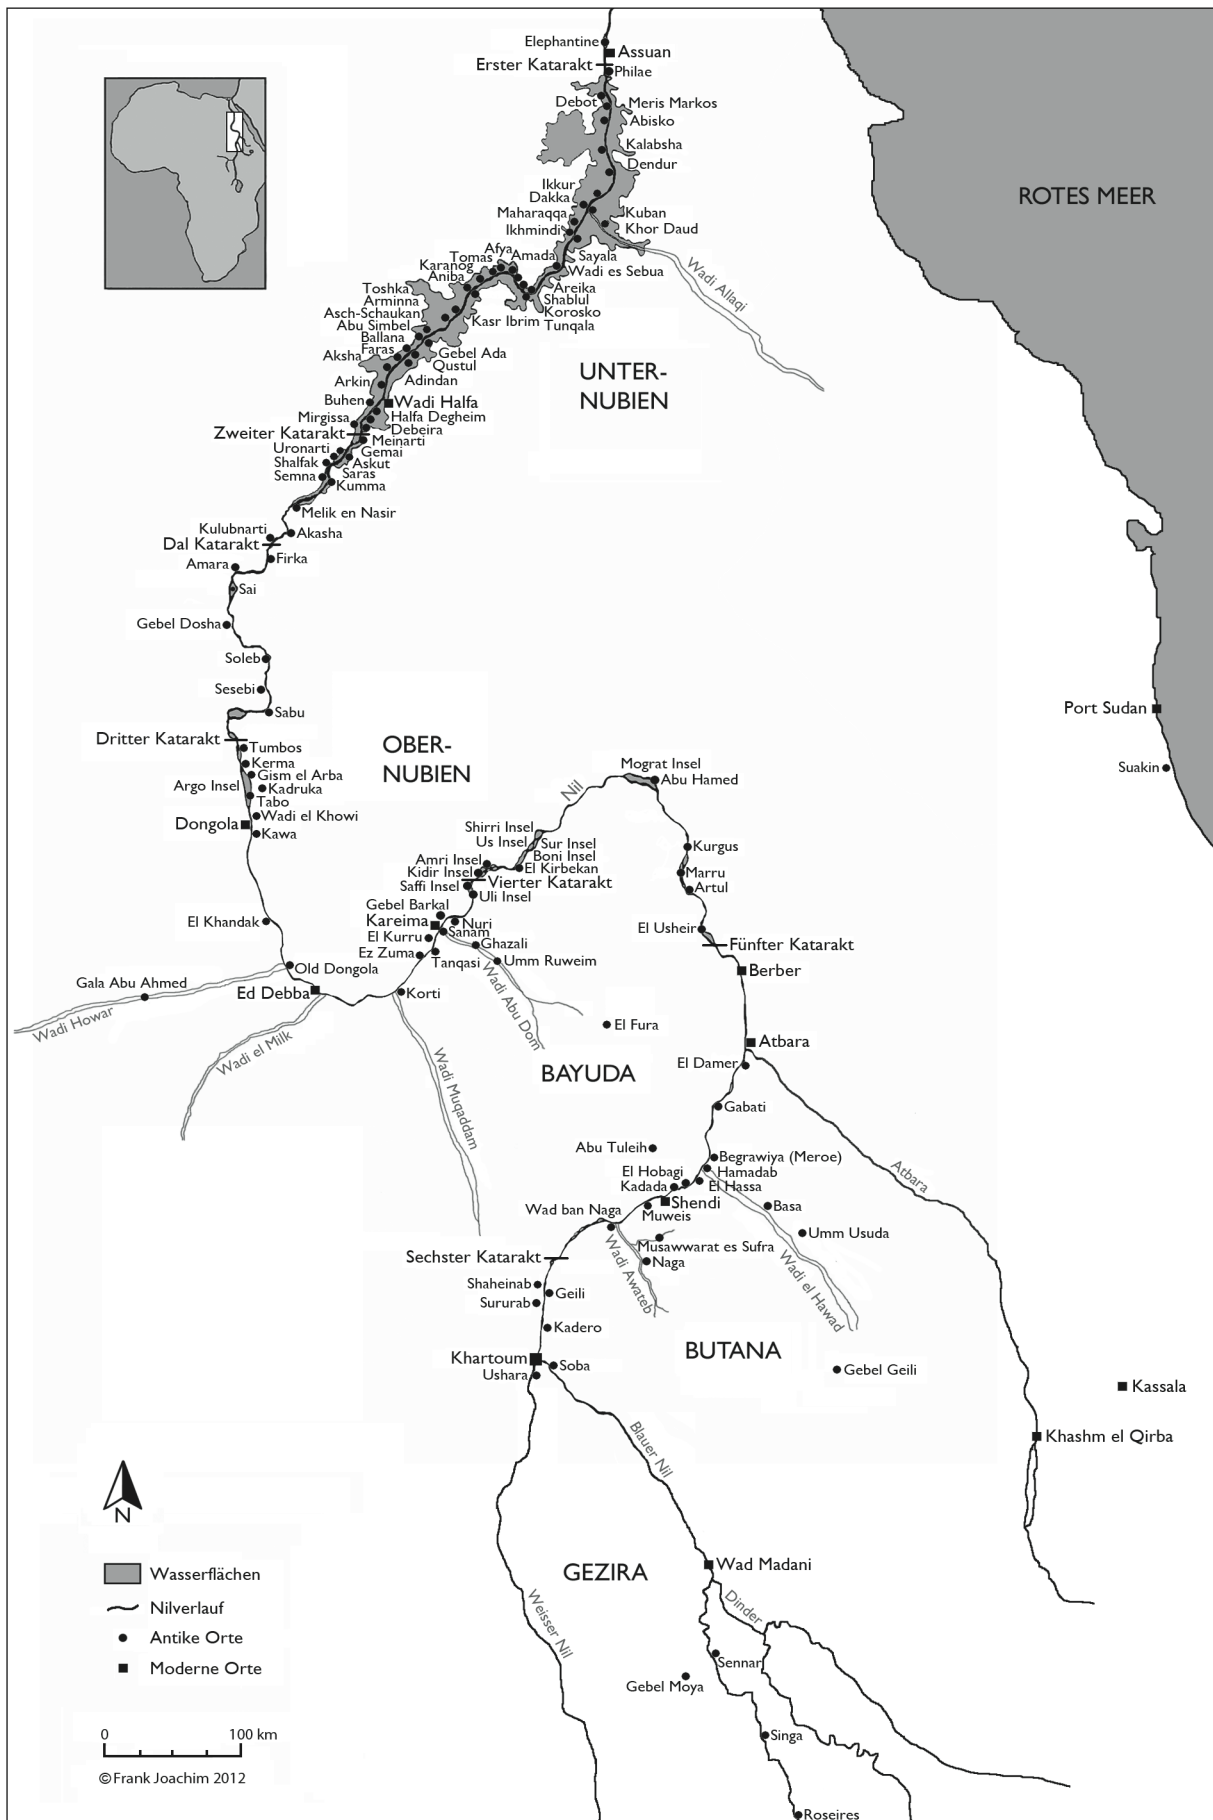 Elephantine
Assuan
Erster Katarakt
Philae
Debot
Meris Markos
Abisko
Kalabsha
Dendur
ROTES MEER
Ikkur
Dakka
Maharaqqa
Kuban
Ikhmindi
Khor Daud
Afya
Tomas
Amada
Sayala
Karanog
Wadi es Sebua
Wadi Allaqi
Aniba
Toshka
Areika
Arminna
Shablul
Asch-Schaukan
Kasr Ibrim
Korosko
Abu Simbel
Tunqala
Ballana
Faras
Aksha
Gebel Ada
Qustul
UNTER-
NUBIEN
Arkin
Adindan
Buhen
Wadi Halfa
Mirgissa
Halfa Degheim
Zweiter Katarakt
Debeira
Meinarti
Uronarti
Gemai
Shalfak
Askut
Semna
Saras
Kumma
Melik en Nasir
Kulubnarti
Akasha
Dal Katarakt
Firka
Amara
Sai
Gebel Dosha
Soleb
Sesebi
Sabu
Port Sudan
Dritter Katarakt
Tumbos
OBER-
NUBIEN
Kerma
Mograt Insel
Suakin
Gism el Arba
Abu Hamed
Argo Insel
Kadruka
Nil
Tabo
Wadi el Khowi
Dongola
Kawa
Shirri Insel
Us Insel
Sur Insel
Boni Insel
Kurgus
Amri Insel
El Kirbekan
Kidir Insel
Vierter Katarakt
Marru
Saffi Insel
Uli Insel
Artul
Gebel Barkal
El Khandak
Kareima
Nuri
El Usheir
El Kurru
Sanam
Ghazali
Fünfter Katarakt
Ez Zuma
Tanqasi
Umm Ruweim
Old Dongola
Berber
Gala Abu Ahmed
Ed Debba
Korti
Wadi Abu Dom
Wadi Howar
El Fura
Wadi el Milk
Atbara
El Damer
BAYUDA
Wadi Muqaddam
Gabati
Abu Tuleih
Begrawiya (Meroe)
El Hobagi
Hamadab
Atbara
Kadada
El Hassa
Shendi
Basa
Wad ban Naga
Muweis
Umm Usuda
Musawwarat es Sufra
Sechster Katarakt
Naga
Wadi Awateb
Wadi el Hawad
Shaheinab
Geili
Sururab
Kadero
BUTANA
Khartoum
Soba
Ushara
Gebel Geili
Kassala
Khashm el Qirba
Blauer Nil
N
Wad Madani
GEZIRA
Wasserflächen
Nilverlauf
Weisser Nil
Dinder
Antike Orte
Moderne Orte
Sennar
Gebel Moya
0 100 km
Singa
© Frank Joachim 2012
Roseires